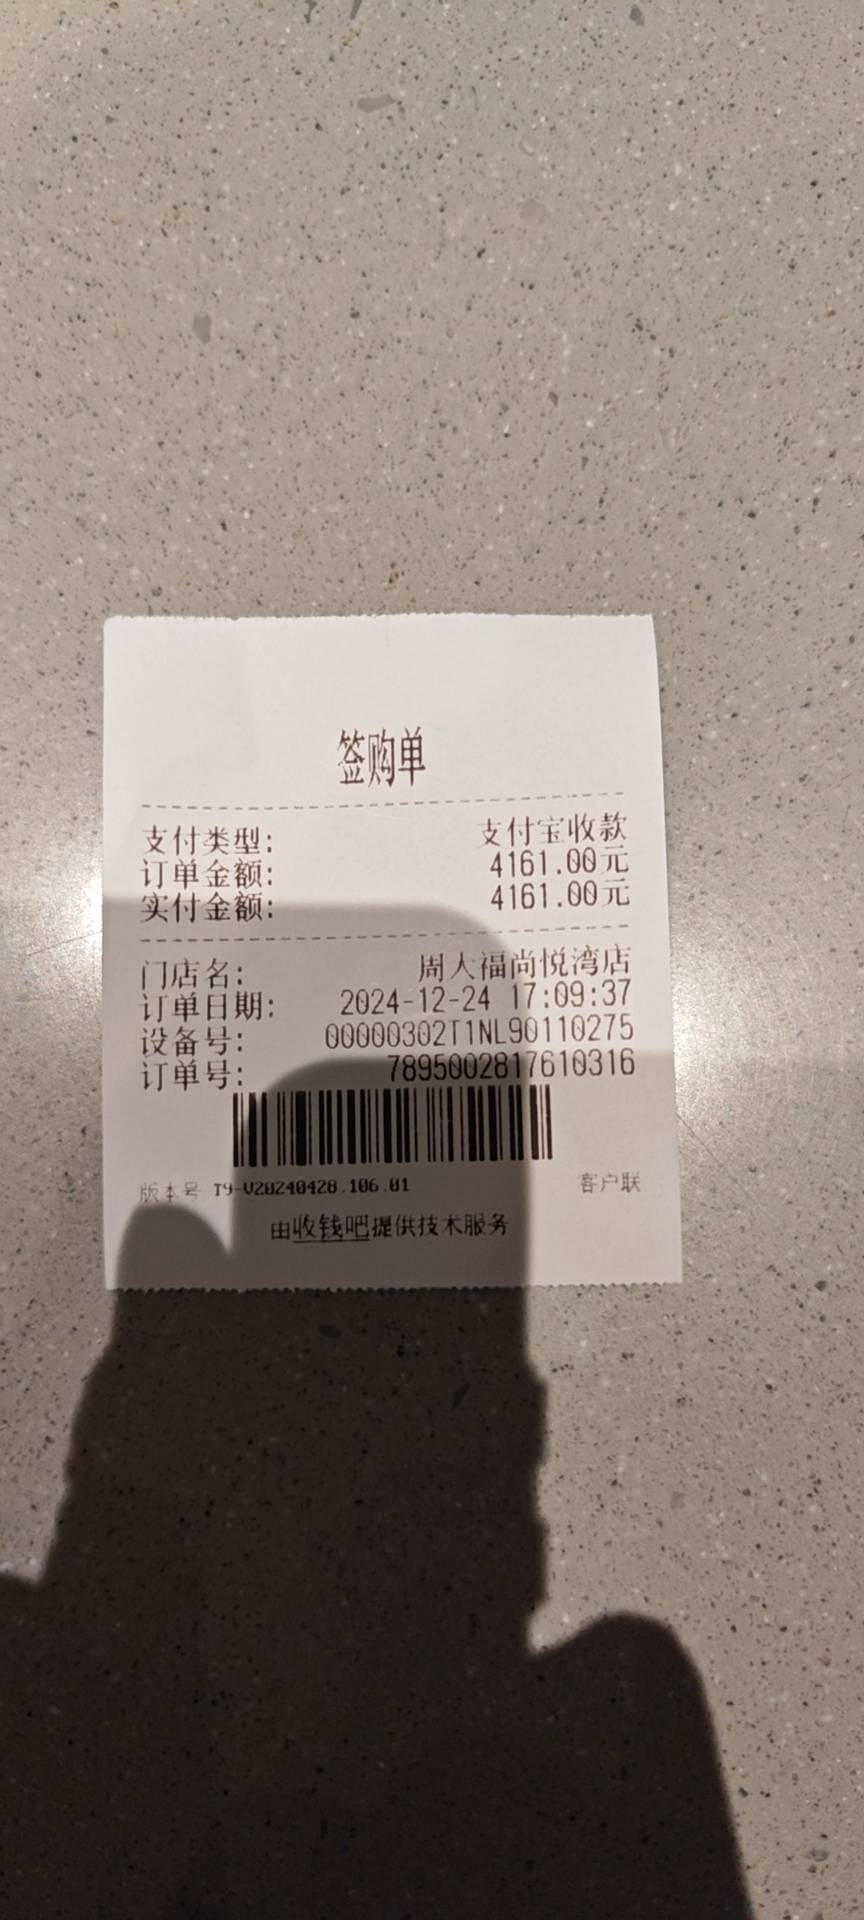 签购单
支付类型: 支付宝收款
订单金额: 4161.00元
实付金额: 4161.00元
门店名: 周大福尚悦湾店
订单日期: 2024-12-24 17:09:37
设备号: 00000302T1NL90110275
订单号: 7895002817610316
版本号 T9-V20240428.106.01 客户联
由收钱吧提供技术服务